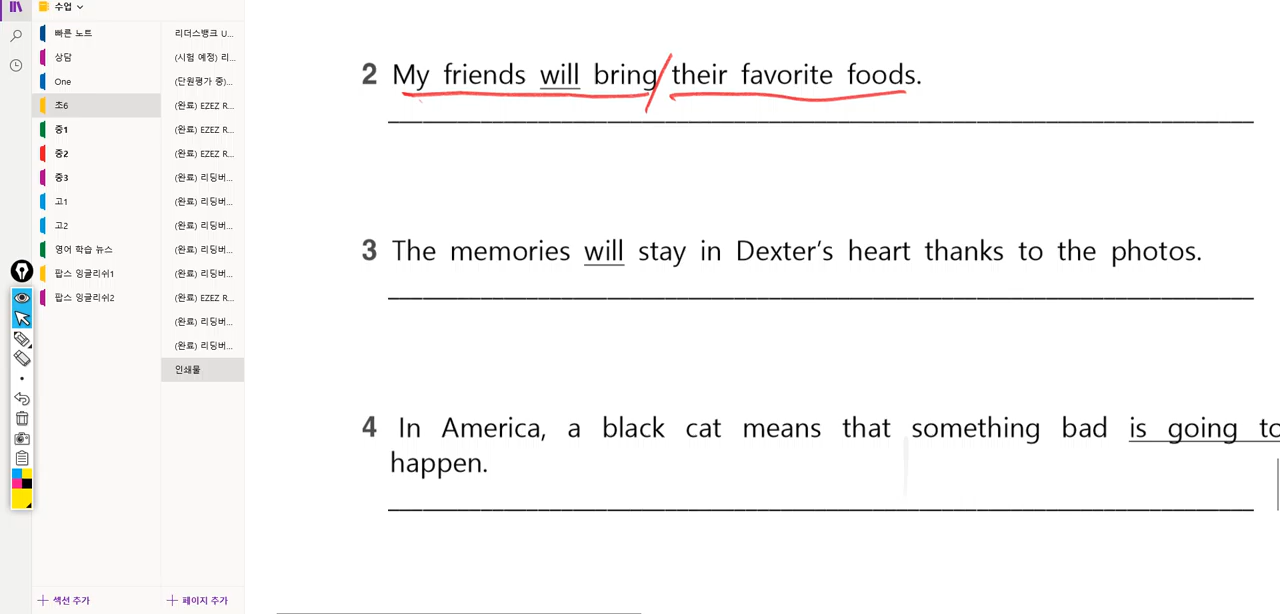 수업
빠른 노트
상담
One
초6
중1
중2
중3
고1
고2
영어 학습 뉴스
팝스 잉글리쉬1
팝스 잉글리쉬2
섹션 추가
리더스뱅크 U...
(시험 예정) 리...
(단원평가 중)...
(완료) EZEZ R...
(완료) EZEZ R...
(완료) EZEZ R...
(완료) 리딩버...
(완료) 리딩버...
(완료) 리딩버...
(완료) 리딩버...
(완료) 리딩버...
(완료) EZEZ R...
(완료) 리딩버...
(완료) 리딩버...
인쇄물
페이지 추가
2 My friends will bring / their favorite foods.
3 The memories will stay in Dexter's heart thanks to the photos.
4 In America, a black cat means that something bad is going to
happen.